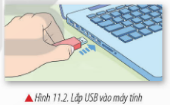 ▲ Hình 11.2. Lắp USB vào máy tính